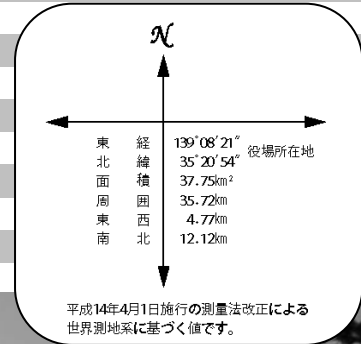 N
東経 139°08′21″ 役場所在地
北緯 35°20′54″
面積 37.75km²
周囲 35.72km
東西 4.77km
南北 12.12km
平成14年4月1日施行の測量法改正による
世界測地系に基づく値です。